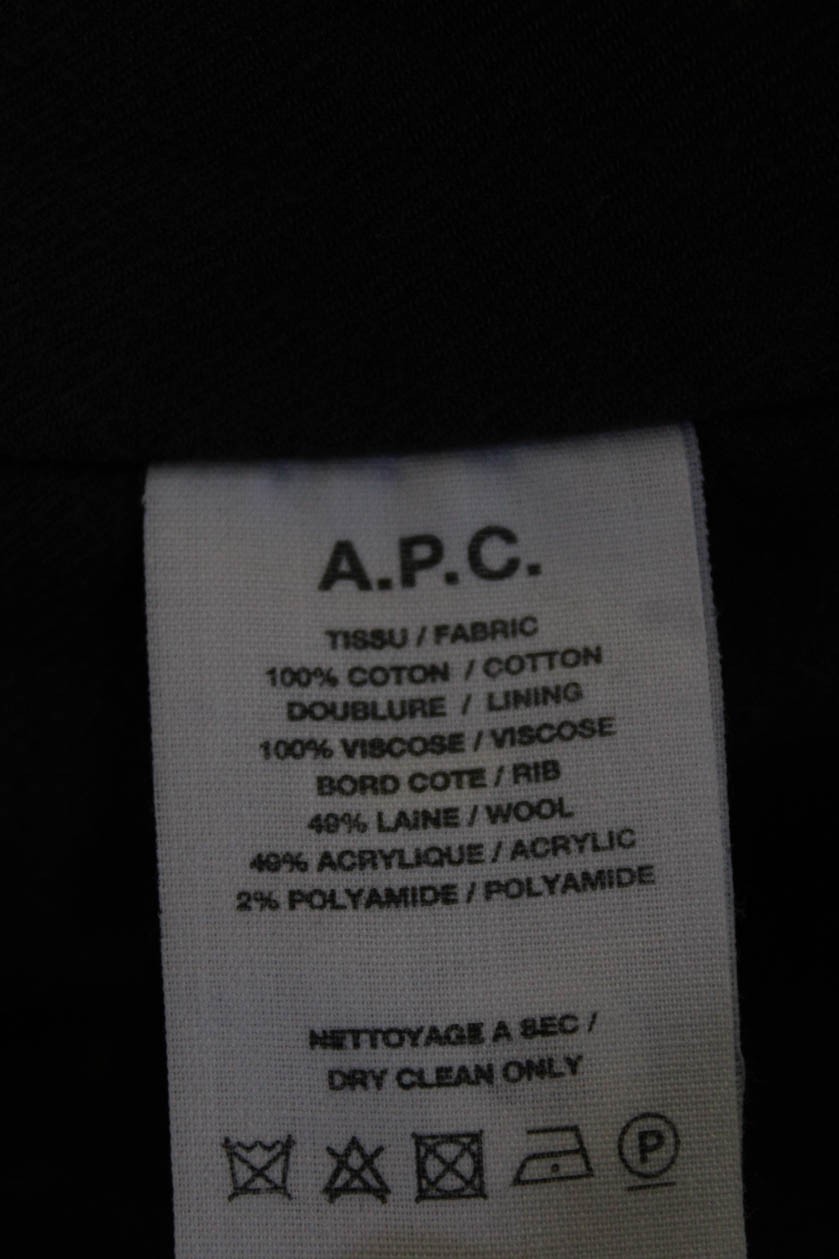 A.P.C.
TISSU / FABRIC
100% COTON / COTTON
DOUBLURE / LINING
100% VISCOSE / VISCOSE
BORD COTE / RIB
49% LAINE / WOOL
49% ACRYLIQUE / ACRYLIC
2% POLYAMIDE / POLYAMIDE
NETTOYAGE A SEC /
DRY CLEAN ONLY
P